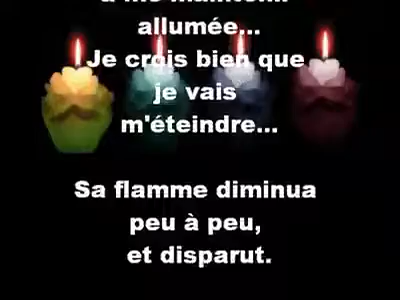 allumée...
Je crois bien que
je vais
m'éteindre...
Sa flamme diminua
peu à peu,
et disparut.